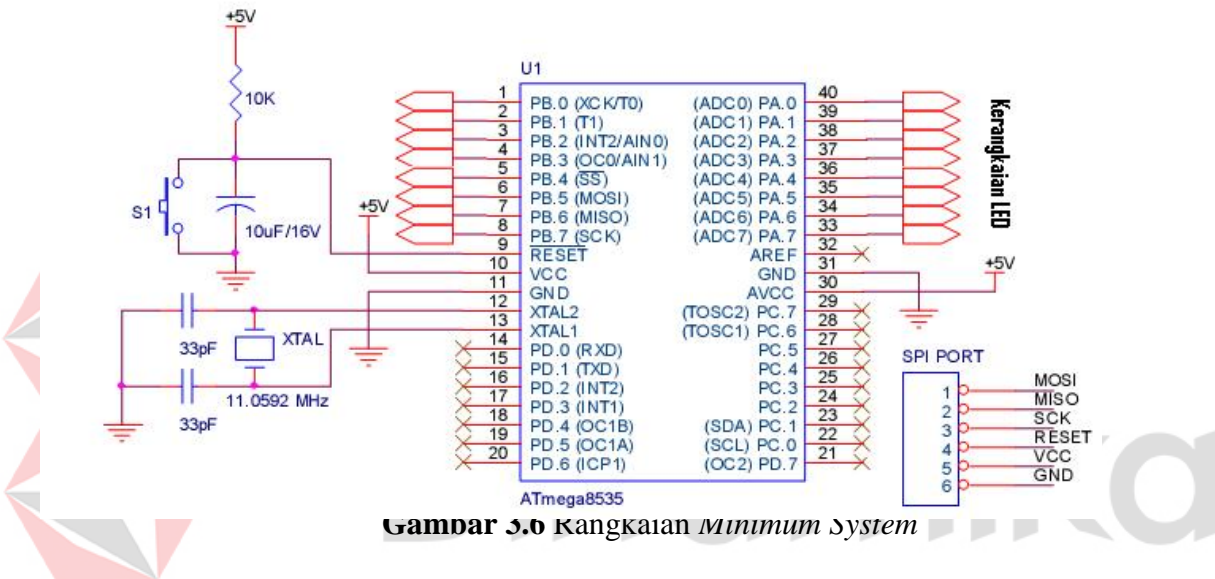 +5V
10K
S1
10uF/16V
+5V
33pF
XTAL
33pF
11.0592 MHz
U1
1 PB.0 (XCK/T0) (ADC0) PA.0 40
2 PB.1 (T1) (ADC1) PA.1 39
3 PB.2 (INT2/AIN0) (ADC2) PA.2 38
4 PB.3 (OC0/AIN1) (ADC3) PA.3 37
5 PB.4 (SS) (ADC4) PA.4 36
6 PB.5 (MOSI) (ADC5) PA.5 35
7 PB.6 (MISO) (ADC6) PA.6 34
8 PB.7 (SCK) (ADC7) PA.7 33
9 RESET AREF 32
10 VCC GND 31
11 GND AVCC 30
12 XTAL2 (TOSC2) PC.7 29
13 XTAL1 (TOSC1) PC.6 28
14 PD.0 (RXD) PC.5 27
15 PD.1 (TXD) PC.4 26
16 PD.2 (INT2) PC.3 25
17 PD.3 (INT1) PC.2 24
18 PD.4 (OC1B) (SDA) PC.1 23
19 PD.5 (OC1A) (SCL) PC.0 22
20 PD.6 (ICP1) (OC2) PD.7 21
ATmega8535
Kerangkaian LED
+5V
SPI PORT
1 MOSI
2 MISO
3 SCK
4 RESET
5 VCC
6 GND
Gambar 3.6 Rangkaian Minimum System